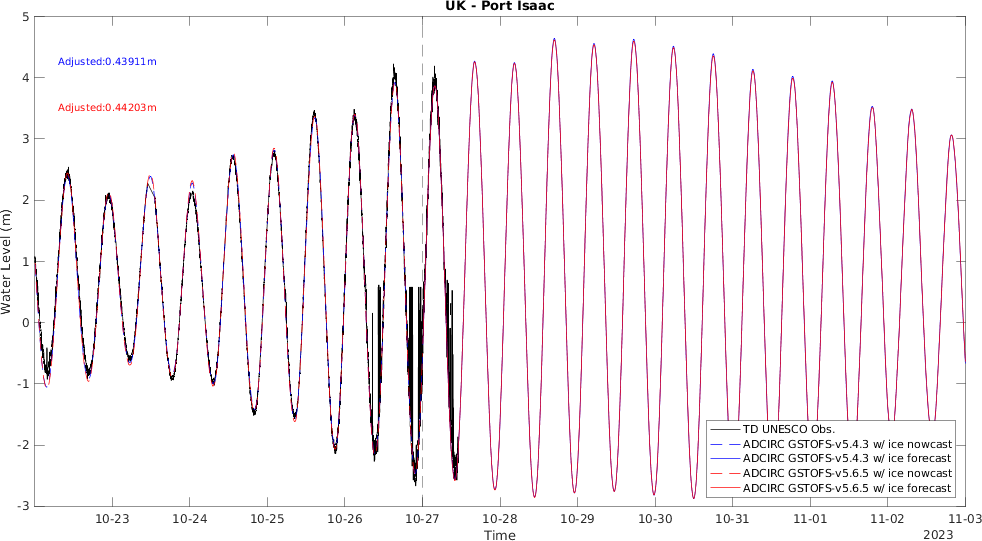 UK - Port Isaac
Adjusted:0.43911m
Adjusted:0.44203m
Water Level (m)
5
4
3
2
1
0
-1
-2
-3
TD UNESCO Obs.
ADCIRC GSTOFS-v5.4.3 w/ ice nowcast
ADCIRC GSTOFS-v5.4.3 w/ ice forecast
ADCIRC GSTOFS-v5.6.5 w/ ice nowcast
ADCIRC GSTOFS-v5.6.5 w/ ice forecast
10-23 10-24 10-25 10-26 10-27 10-28 10-29 10-30 10-31 11-01 11-02 11-03
Time
2023